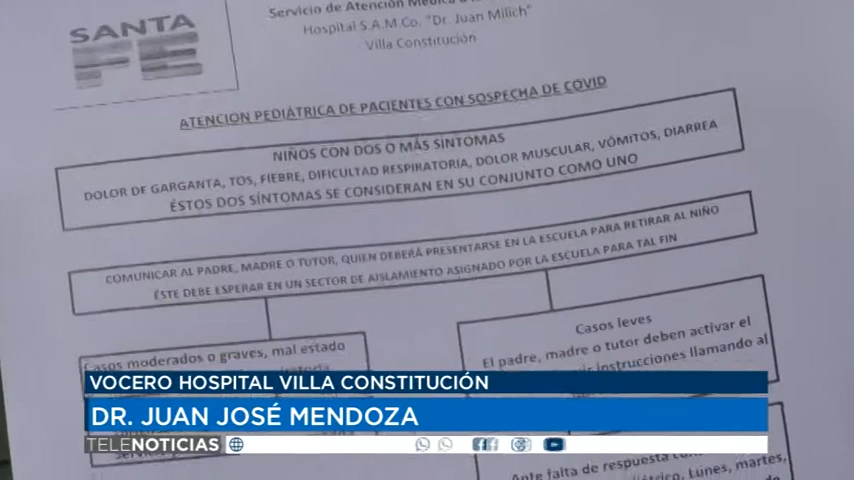 SANTA
FE
Servicio de Atención Médica a
Hospital S.A.M.Co. "Dr. Juan Milich"
Villa Constitución
ATENCION PEDIÁTRICA DE PACIENTES CON SOSPECHA DE COVID
NIÑOS CON DOS O MÁS SINTOMAS
DOLOR DE GARGANTA, TOS, FIEBRE, DIFICULTAD RESPIRATORIA, DOLOR MUSCULAR, VÓMITOS, DIARREA
ÉSTOS DOS SÍNTOMAS SE CONSIDERAN EN SU CONJUNTO COMO UNO
COMUNICAR AL PADRE, MADRE O TUTOR, QUIEN DEBERÁ PRESENTARSE EN LA ESCUELA PARA RETIRAR AL NIÑO
ÉSTE DEBE ESPERAR EN UN SECTOR DE AISLAMIENTO ASIGNADO POR LA ESCUELA PARA TAL FIN
Casos moderados o graves, mal estado
Casos leves
El padre, madre o tutor deben activar el
instrucciones llamando al
VOCERO HOSPITAL VILLA CONSTITUCIÓN
DR. JUAN JOSÉ MENDOZA
TELENOTICIAS
Ante falta de respuesta
Lunes, martes,